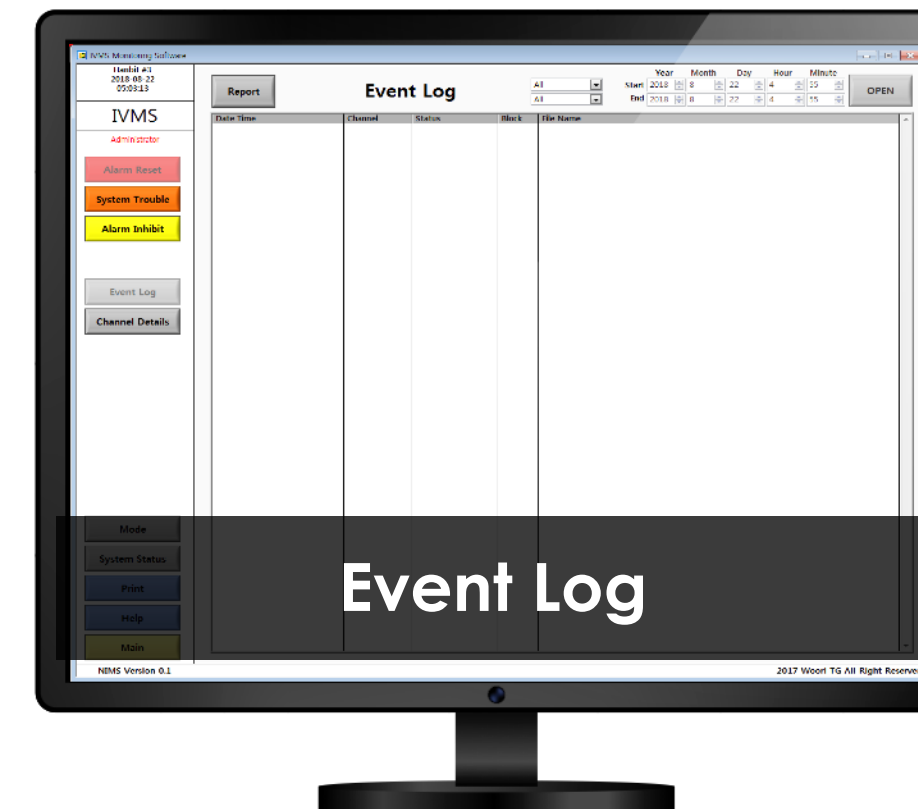 IVMS Monitoring Software
Hanbit #3
2018-08-22
05:03:13
IVMS
Administrator
Alarm Reset
System Trouble
Alarm Inhibit
Event Log
Channel Details
Mode
System Status
Print
Help
Main
NIMS Version 0.1
Report
Event Log
All
All
Year Month Day Hour Minute
Start 2018 8 22 4 55
End 2018 8 22 4 55
OPEN
Date Time Channel Status Block File Name
Event Log
2017 Woori TG All Right Reserve